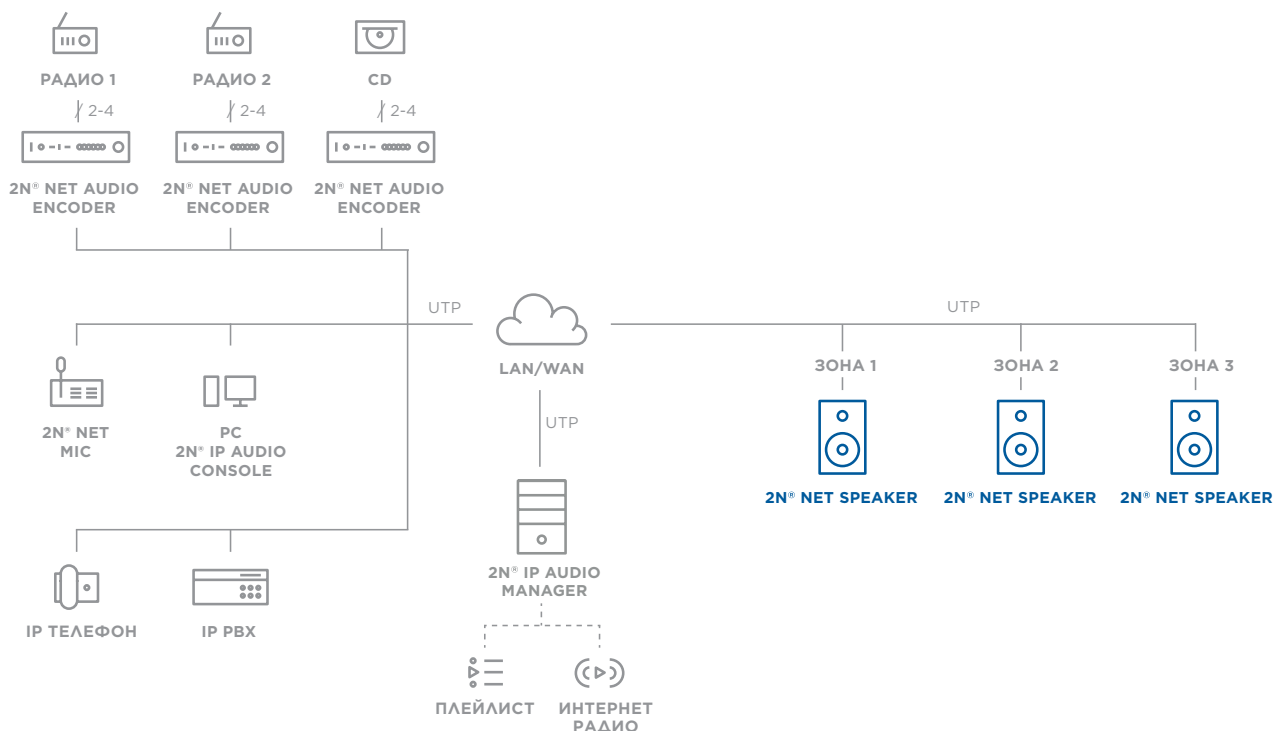 РАДИО 1
РАДИО 2
CD
2-4
2-4
2-4
2N® NET AUDIO
ENCODER
2N® NET AUDIO
ENCODER
2N® NET AUDIO
ENCODER
UTP
UTP
LAN/WAN
ЗОНА 1
ЗОНА 2
ЗОНА 3
2N® NET
MIC
PC
2N® IP AUDIO
CONSOLE
UTP
2N® NET SPEAKER
2N® NET SPEAKER
2N® NET SPEAKER
2N® IP AUDIO
MANAGER
IP ТЕЛЕФОН
IP PBX
ПЛЕЙЛИСТ
ИНТЕРНЕТ
РАДИО